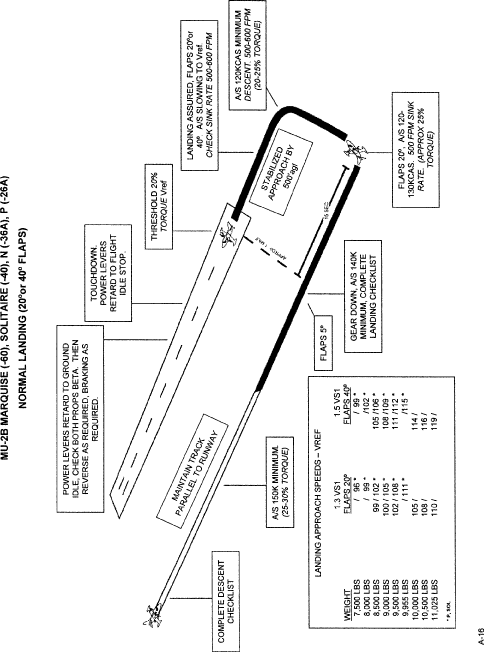 MU-2B MARQUISE (-60), SOLITAIRE (-40), N (-36A), P (-26A)
NORMAL LANDING (20°or 40° FLAPS)
POWER LEVERS RETARD TO GROUND
IDLE, CHECK BOTH PROPS BETA. THEN
REVERSE AS REQUIRED, BRAKING AS
REQUIRED.
TOUCHDOWN.
POWER LEVERS
RETARD TO FLIGHT
IDLE STOP.
THRESHOLD 20%
TORQUE Vref
LANDING ASSURED, FLAPS 20°or
40° A/S SLOWING TO Vref
CHECK SINK RATE 500-600 FPM
A/S 120KCAS MINIMUM
DESCENT. 500-600 FPM
(20-25% TORQUE)
STABILIZED
APPROACH BY
500'agl
MAINTAIN TRACK
PARALLEL TO RUNWAY
APPROX 1 MILE
15 SEC
COMPLETE DESCENT
CHECKLIST
A/S 150K MINIMUM.
(25-30% TORQUE)
FLAPS 5°
GEAR DOWN, A/S 140K
MINIMUM, COMPLETE
LANDING CHECKLIST
FLAPS 20°, A/S 120-
130KCAS, 500 FPM SINK
RATE, (APPROX 25%
TORQUE)
LANDING APPROACH SPEEDS – VREF
1.3 VS1 1.5 VS1
WEIGHT FLAPS 20° FLAPS 40°
7,500 LBS / 96 * / 99 *
8,000 LBS / 99 * /102 *
8,500 LBS 99 / 102 * 105 /106 *
9,000 LBS 100 / 105 * 108 /109 *
9,500 LBS 102 / 108 * 111 /112 *
9,955 LBS / 111 * /115 *
10,000 LBS 105 / 114 /
10,500 LBS 108 / 116 /
11,025 LBS 110 / 119 /
* P, SOL
A-16